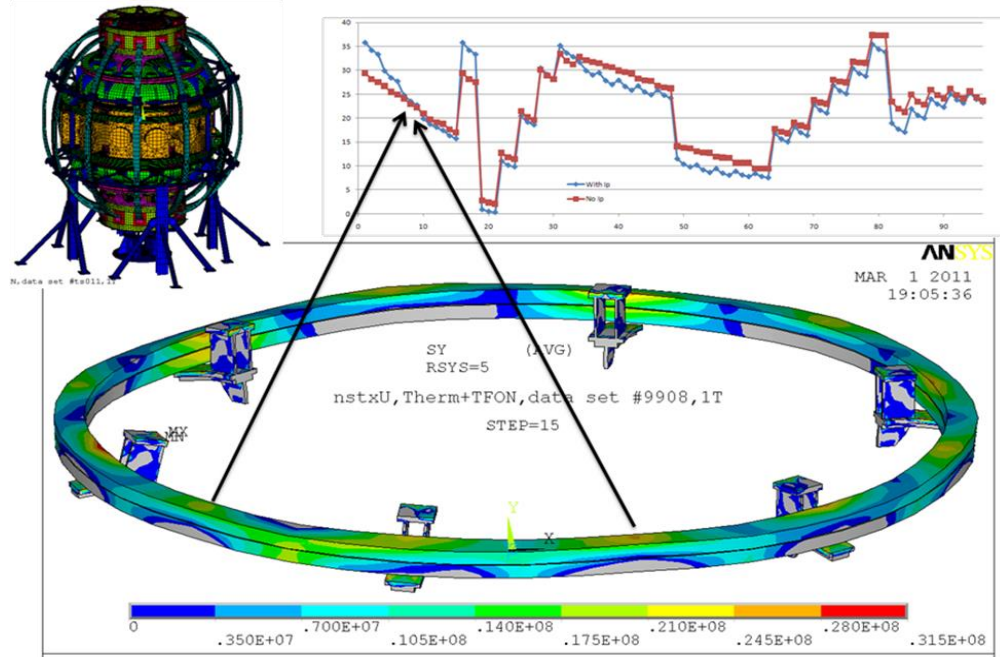 40
35
30
25
20
15
10
5
0
With Ip
No Ip
0 10 20 30 40 50 60 70 80 90
N,data set #ts011,1T
ANSYS
MAR 1 2011
19:05:36
SY (AVG)
RSYS=5
nstxU,Therm+TFON,data set #9908,1T
STEP=15
MX
MN
Y
X
0 .700E+07 .140E+08 .210E+08 .280E+08
.350E+07 .105E+08 .175E+08 .245E+08 .315E+08